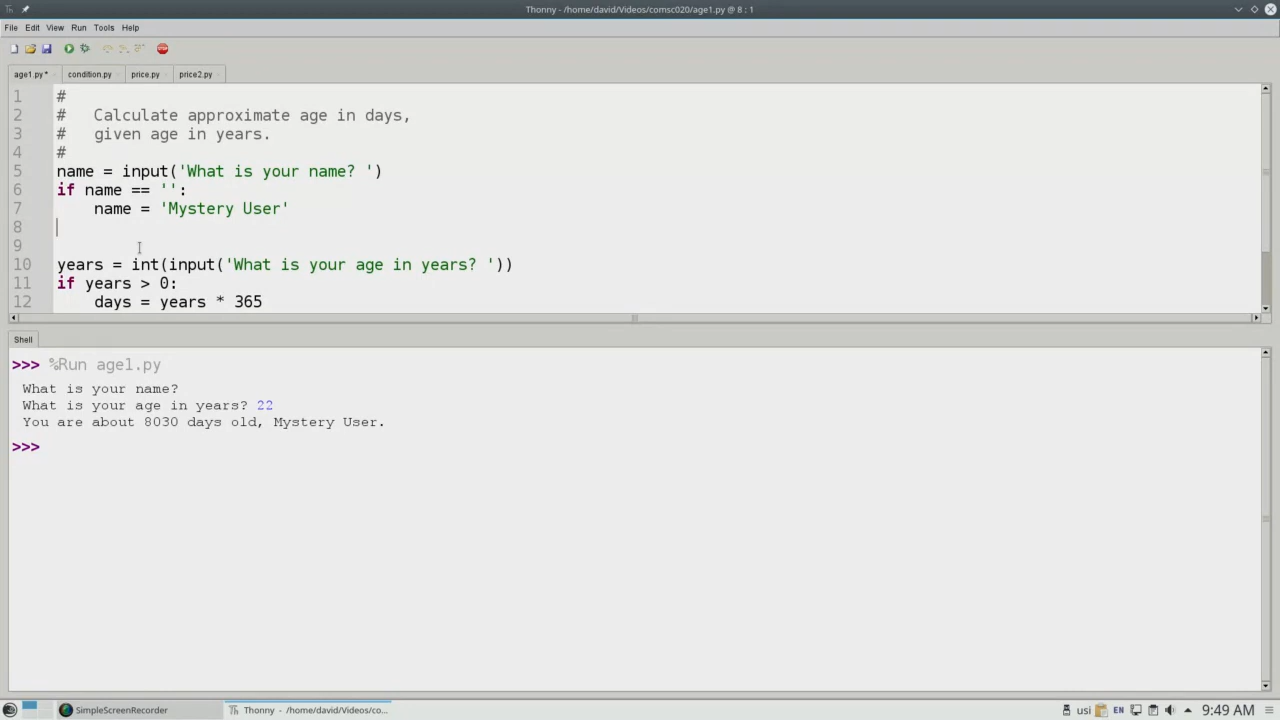 Thonny - /home/david/Videos/comsc020/age1.py @ 8 : 1
File Edit View Run Tools Help
age1.py * condition.py price.py price2.py
1 #
2 #   Calculate approximate age in days,
3 #   given age in years.
4 #
5 name = input('What is your name? ')
6 if name == '':
7     name = 'Mystery User'
8
9
10 years = int(input('What is your age in years? '))
11 if years > 0:
12     days = years * 365
Shell
>>> %Run age1.py
What is your name?
What is your age in years? 22
You are about 8030 days old, Mystery User.
>>>
SimpleScreenRecorder Th Thonny - /home/david/Videos/co... usi EN 9:49 AM